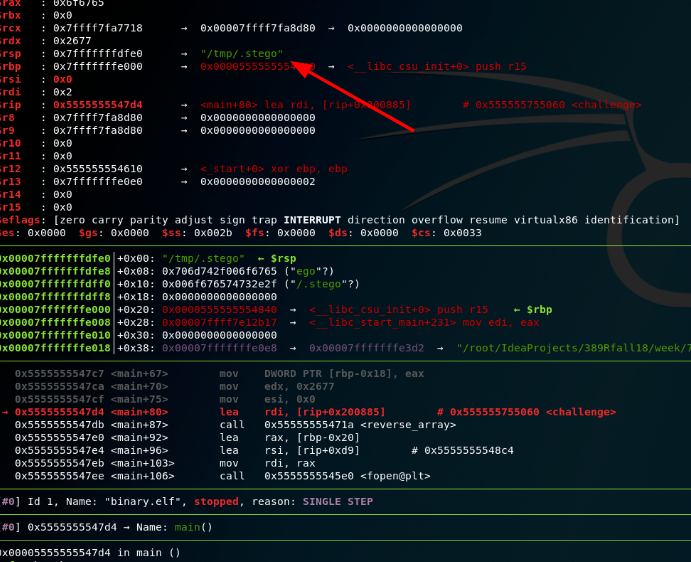 $rax : 0x6f6765
$rbx : 0x0
$rcx : 0x7ffff7fa7718 → 0x00007ffff7fa8d80 → 0x0000000000000000
$rdx : 0x2677
$rsp : 0x7fffffffdfe0 → "/tmp/.stego"
$rbp : 0x7fffffffe000 → → <__libc_csu_init+0> push r15
$rsi : 0x0
$rdi : 0x2
$rip : 0x5555555547d4 → <main+80> lea rdi, [rip+0x200885] # 0x555555755060 <challenge>
$r8 : 0x7ffff7fa8d80 → 0x0000000000000000
$r9 : 0x7ffff7fa8d80 → 0x0000000000000000
$r10 : 0x0
$r11 : 0x0
$r12 : 0x555555554610 → <_start+0> xor ebp, ebp
$r13 : 0x7fffffffe0e0 → 0x0000000000000002
$r14 : 0x0
$r15 : 0x0
$eflags: [zero carry parity adjust sign trap INTERRUPT direction overflow resume virtualx86 identification]
$es: 0x0000 $gs: 0x0000 $ss: 0x002b $fs: 0x0000 $ds: 0x0000 $cs: 0x0033
0x00007fffffffdfe0│+0x00: "/tmp/.stego" ← $rsp
0x00007fffffffdfe8│+0x08: 0x706d742f006f6765 ("ego"?)
0x00007fffffffdff0│+0x10: 0x006f676574732e2f ("/.stego"?)
0x00007fffffffdff8│+0x18: 0x0000000000000000
0x00007fffffffe000│+0x20: 0x0000555555554840 → <__libc_csu_init+0> push r15 ← $rbp
0x00007fffffffe008│+0x28: 0x00007ffff7e12b17 → <__libc_start_main+231> mov edi, eax
0x00007fffffffe010│+0x30: 0x0000000000000000
0x00007fffffffe018│+0x38: 0x00007fffffffe0e8 → 0x00007fffffffe3d2 → "/root/IdeaProjects/389Rfall18/week/7
0x5555555547c7 <main+67> mov DWORD PTR [rbp-0x18], eax
0x5555555547ca <main+70> mov edx, 0x2677
0x5555555547cf <main+75> mov esi, 0x0
→ 0x5555555547d4 <main+80> lea rdi, [rip+0x200885] # 0x555555755060 <challenge>
0x5555555547db <main+87> call 0x55555555471a <reverse_array>
0x5555555547e0 <main+92> lea rax, [rbp-0x20]
0x5555555547e4 <main+96> lea rsi, [rip+0xd9] # 0x5555555548c4
0x5555555547eb <main+103> mov rdi, rax
0x5555555547ee <main+106> call 0x5555555545e0 <fopen@plt>
[#0] Id 1, Name: "binary.elf", stopped, reason: SINGLE STEP
[#0] 0x5555555547d4 → Name: main()
0x00005555555547d4 in main ()